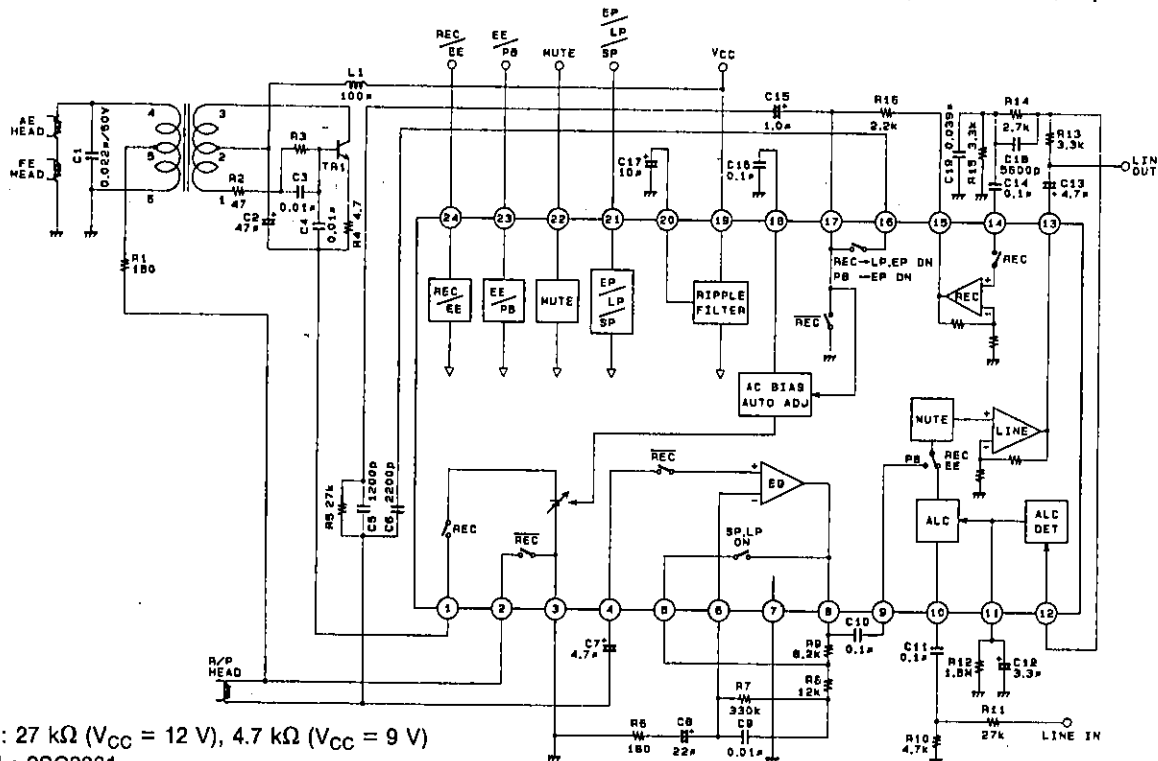 REC/EE
EE/PB
MUTE
EP/LP/SP
VCC
L1
100μ
C15
1.0μ
R16
2.2k
C19 0.039μ
R15 3.3k
R14
2.7k
C18
5600p
R13
3.3k
LINE OUT
C14
0.1μ
C13
4.7μ
AE HEAD
FE HEAD
C1
0.022μ/60V
4
5
6
3
2
1
R3
TR1
R2
47
C3
0.01μ
C4
0.01μ
R4 4.7
C2
47μ
C17
10μ
C16
0.1μ
R1
180
24
23
22
21
20
19
18
17
16
15
14
13
REC/EE
EE/PB
MUTE
EP/LP/SP
RIPPLE FILTER
REC→LP,EP ON
PB →EP ON
REC
REC
REC
AC BIAS AUTO ADJ
MUTE
LINE
PB
REC
EE
ALC
ALC DET
REC
EQ
SP,LP ON
REC
REC
R5 27k
C5 1200p
C6 2200p
1
2
3
4
5
6
7
8
9
10
11
12
R/P HEAD
C7
4.7μ
R9
8.2k
C10
0.1μ
R8
12k
R7
330k
R6
180
C8
22μ
C9
0.01μ
C11
0.1μ
R12
C12
3.3μ
R11
27k
R10
4.7k
LINE IN
: 27 kΩ (VCC = 12 V), 4.7 kΩ (VCC = 9 V)